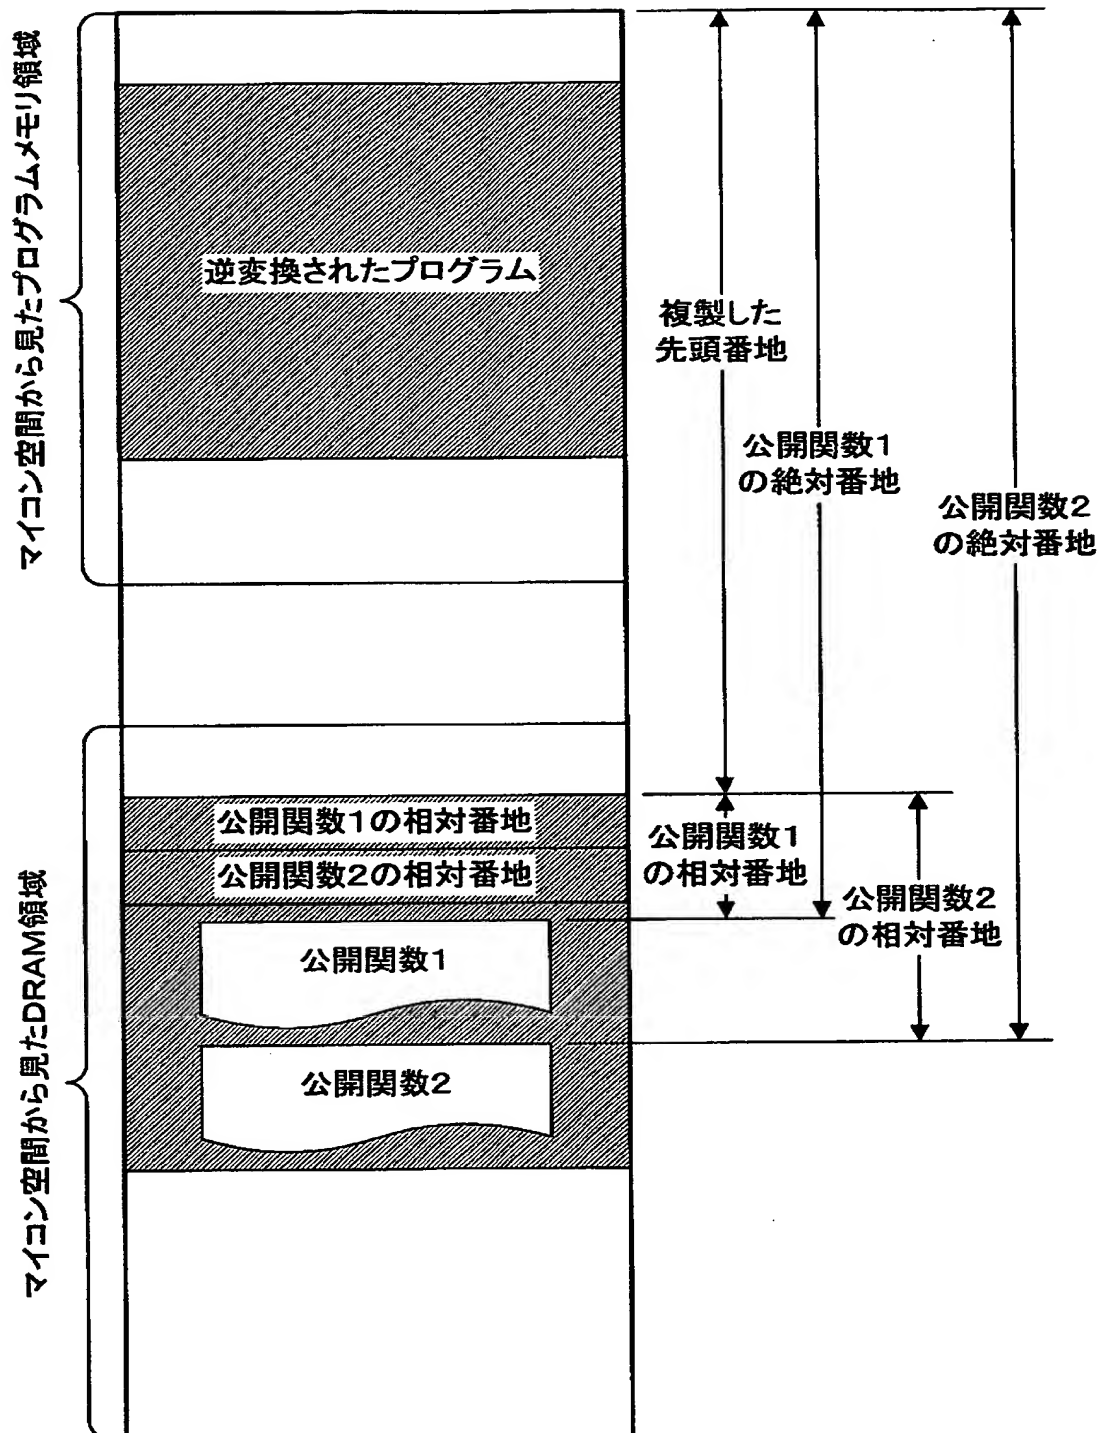 マイコン空間から見たプログラムメモリ領域
逆変換されたプログラム
複製した
先頭番地
公開関数1
の絶対番地
公開関数2
の絶対番地
マイコン空間から見たDRAM領域
公開関数1の相対番地
公開関数2の相対番地
公開関数1
の相対番地
公開関数2
の相対番地
公開関数1
公開関数2